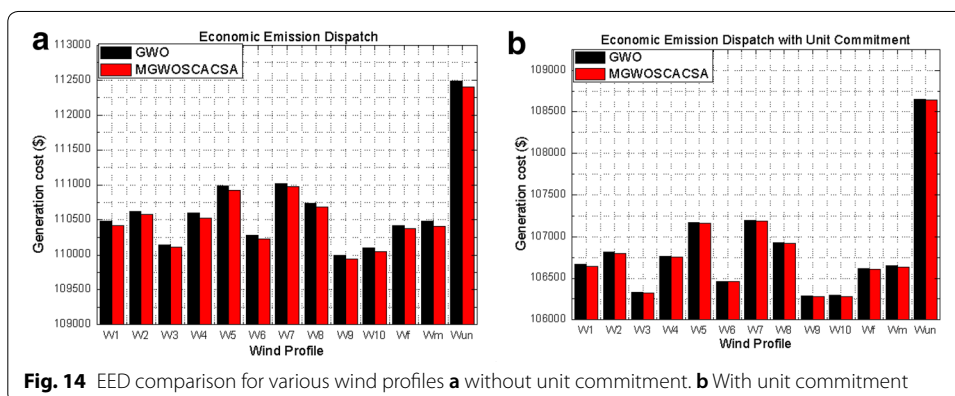 a
Economic Emission Dispatch
GWO
MGWOSCACSA
113000
112500
112000
111500
111000
110500
110000
109500
109000
Generation cost ($)
W1 W2 W3 W4 W5 W6 W7 W8 W9 W10 Wf Wm Wun
Wind Profile
b
Economic Emission Dispatch with Unit Commitment
GWO
MGWOSCACSA
109000
108500
108000
107500
107000
106500
106000
Generation cost ($)
W1 W2 W3 W4 W5 W6 W7 W8 W9 W10 Wf Wm Wun
Wind Profile
Fig. 14 EED comparison for various wind profiles a without unit commitment. b With unit commitment